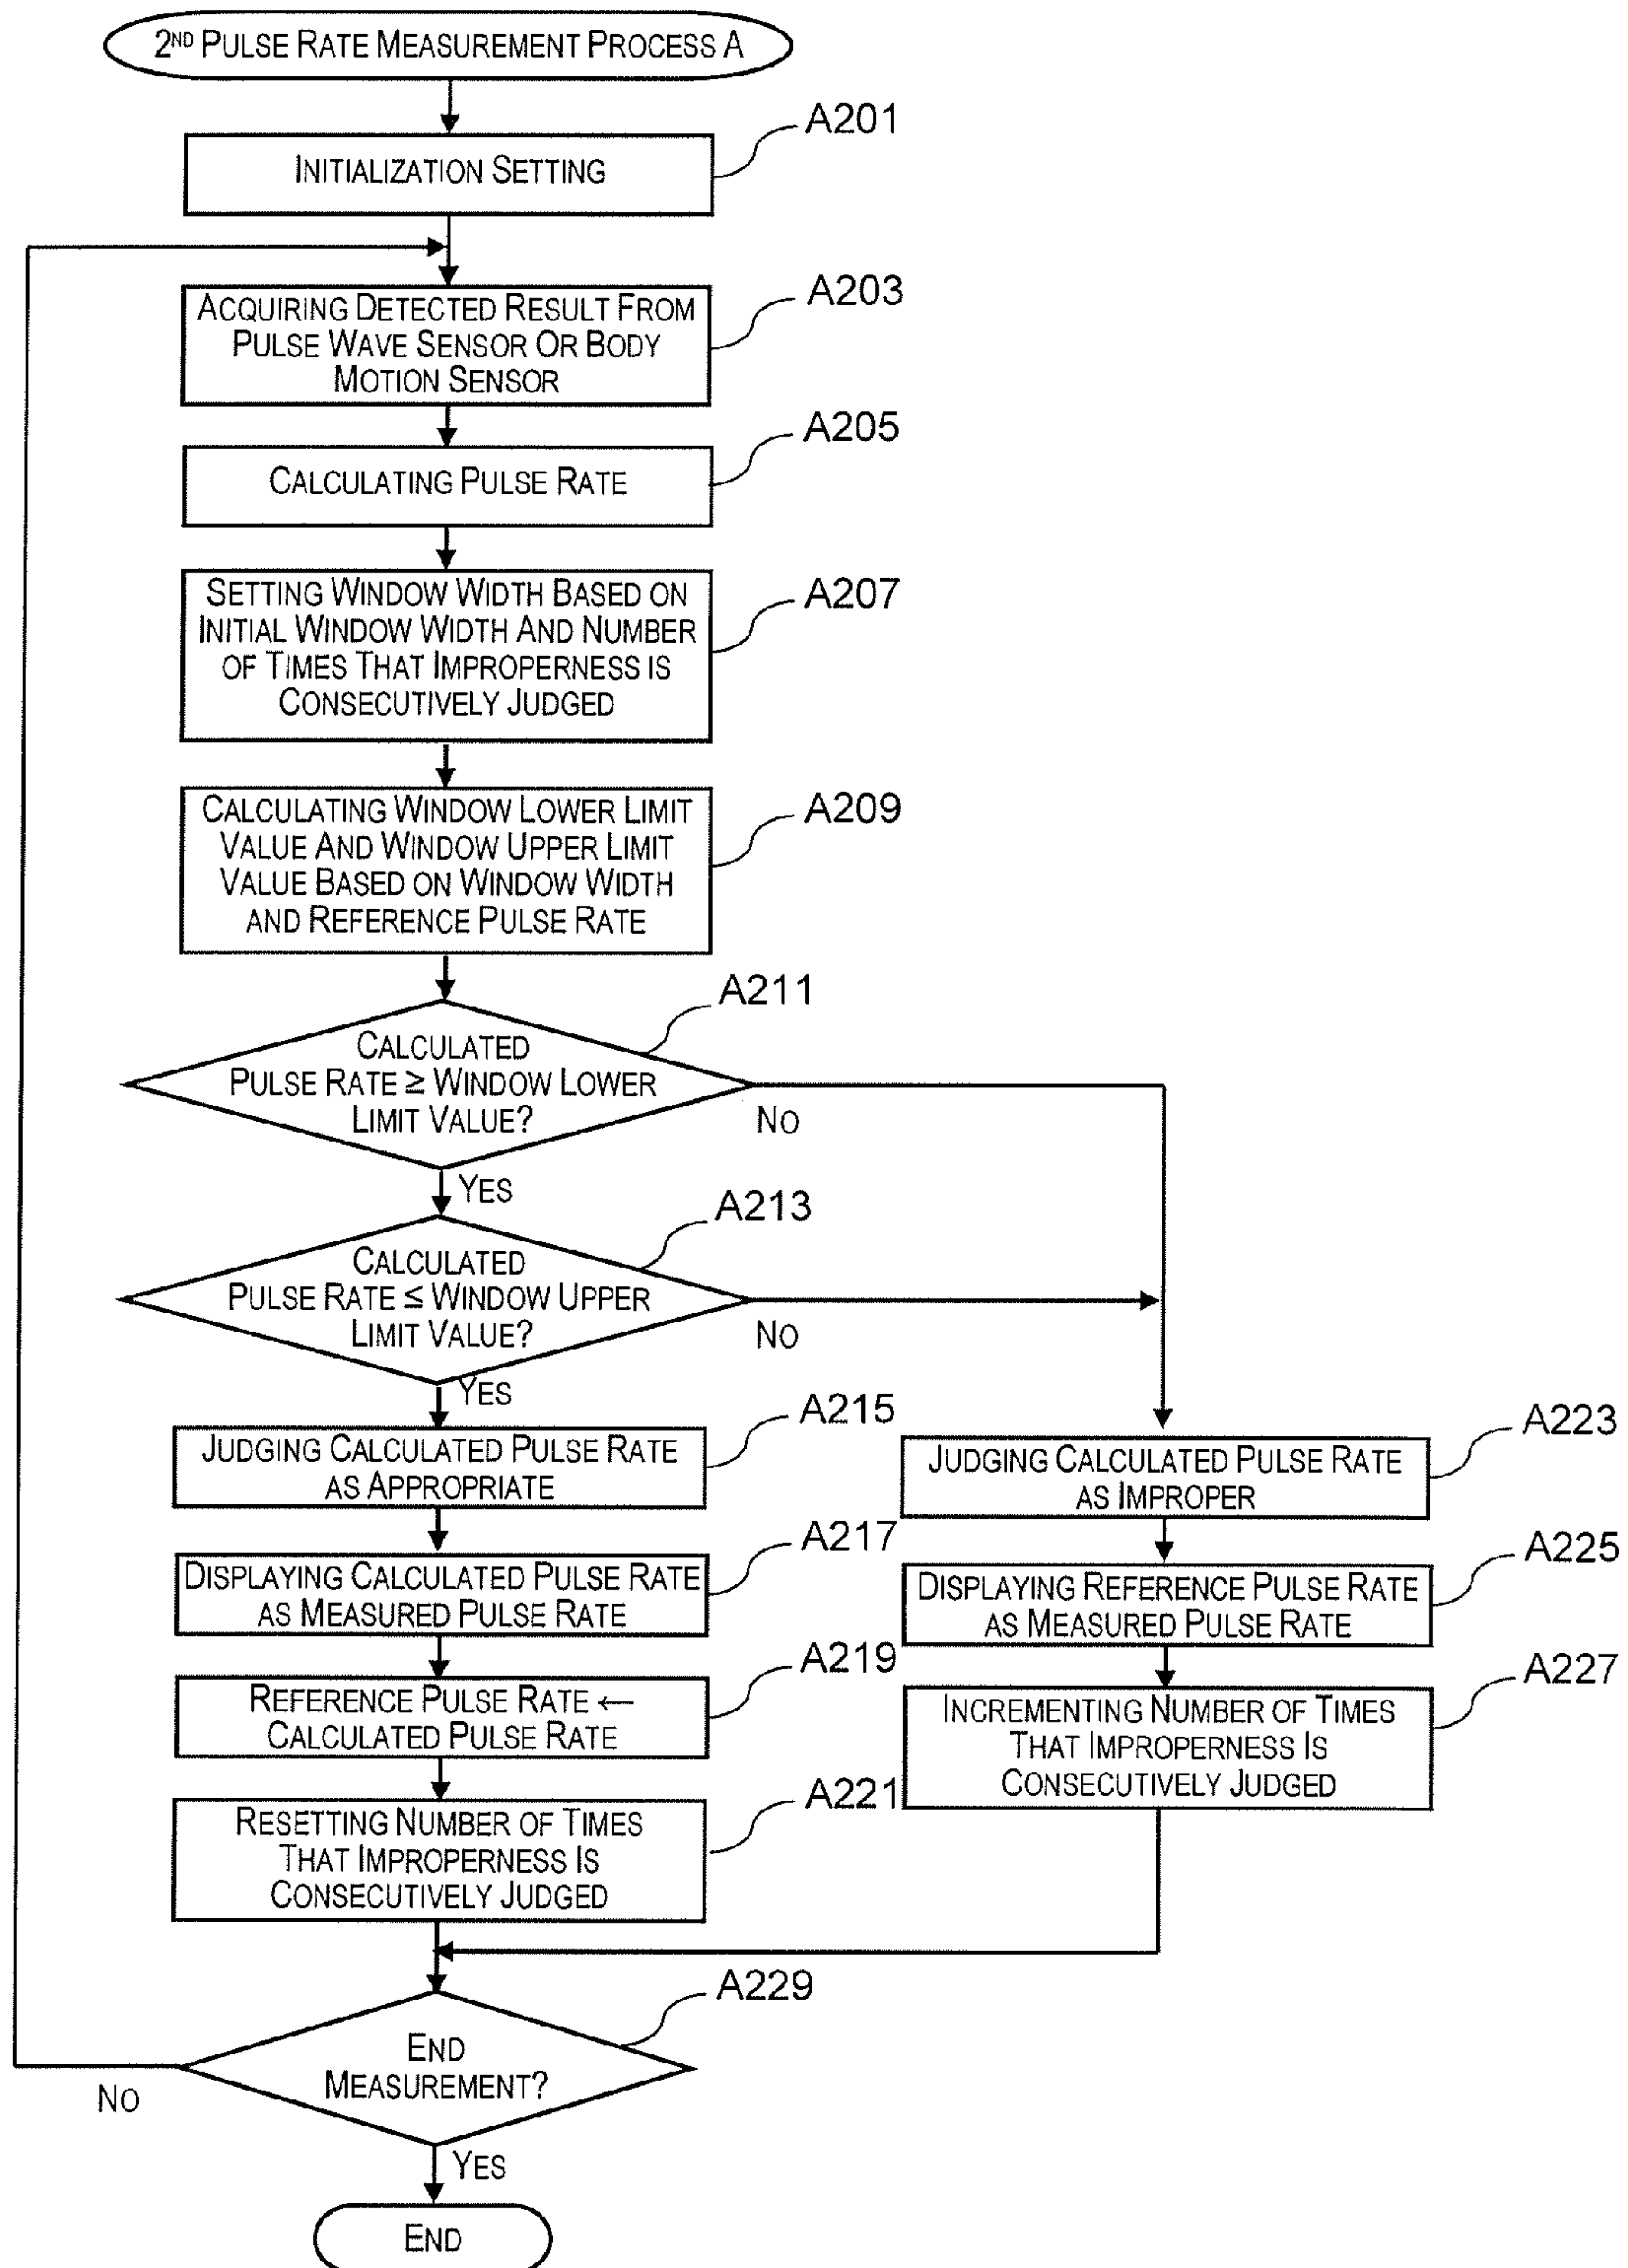 2ND PULSE RATE MEASUREMENT PROCESS A
A201
INITIALIZATION SETTING
A203
ACQUIRING DETECTED RESULT FROM
PULSE WAVE SENSOR OR BODY
MOTION SENSOR
A205
CALCULATING PULSE RATE
A207
SETTING WINDOW WIDTH BASED ON
INITIAL WINDOW WIDTH AND NUMBER
OF TIMES THAT IMPROPERNESS IS
CONSECUTIVELY JUDGED
A209
CALCULATING WINDOW LOWER LIMIT
VALUE AND WINDOW UPPER LIMIT
VALUE BASED ON WINDOW WIDTH
AND REFERENCE PULSE RATE
A211
CALCULATED
PULSE RATE ≥ WINDOW LOWER
LIMIT VALUE?
NO
YES
A213
CALCULATED
PULSE RATE ≤ WINDOW UPPER
LIMIT VALUE?
NO
YES
A215
JUDGING CALCULATED PULSE RATE
AS APPROPRIATE
A217
DISPLAYING CALCULATED PULSE RATE
AS MEASURED PULSE RATE
A219
REFERENCE PULSE RATE ←
CALCULATED PULSE RATE
A221
RESETTING NUMBER OF TIMES
THAT IMPROPERNESS IS
CONSECUTIVELY JUDGED
A223
JUDGING CALCULATED PULSE RATE
AS IMPROPER
A225
DISPLAYING REFERENCE PULSE RATE
AS MEASURED PULSE RATE
A227
INCREMENTING NUMBER OF TIMES
THAT IMPROPERNESS IS
CONSECUTIVELY JUDGED
A229
END
MEASUREMENT?
NO
YES
END